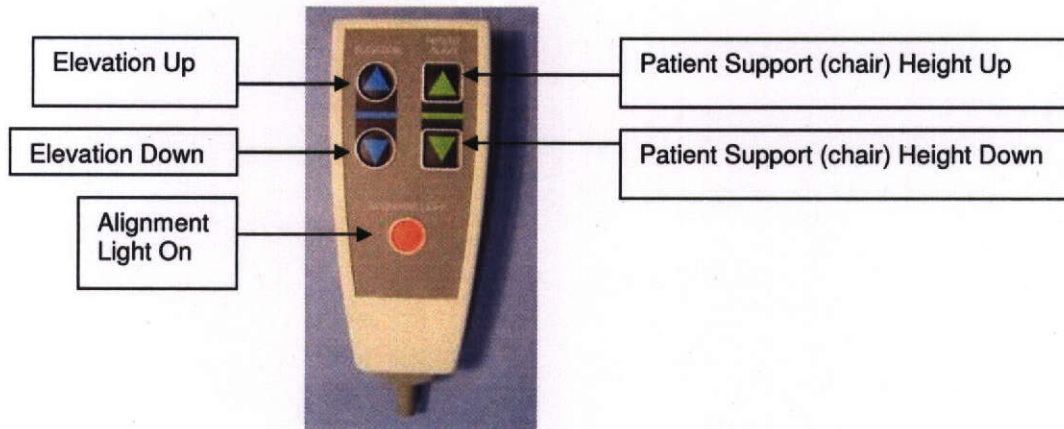 Elevation Up
Patient Support (chair) Height Up
Elevation Down
Patient Support (chair) Height Down
Alignment
Light On